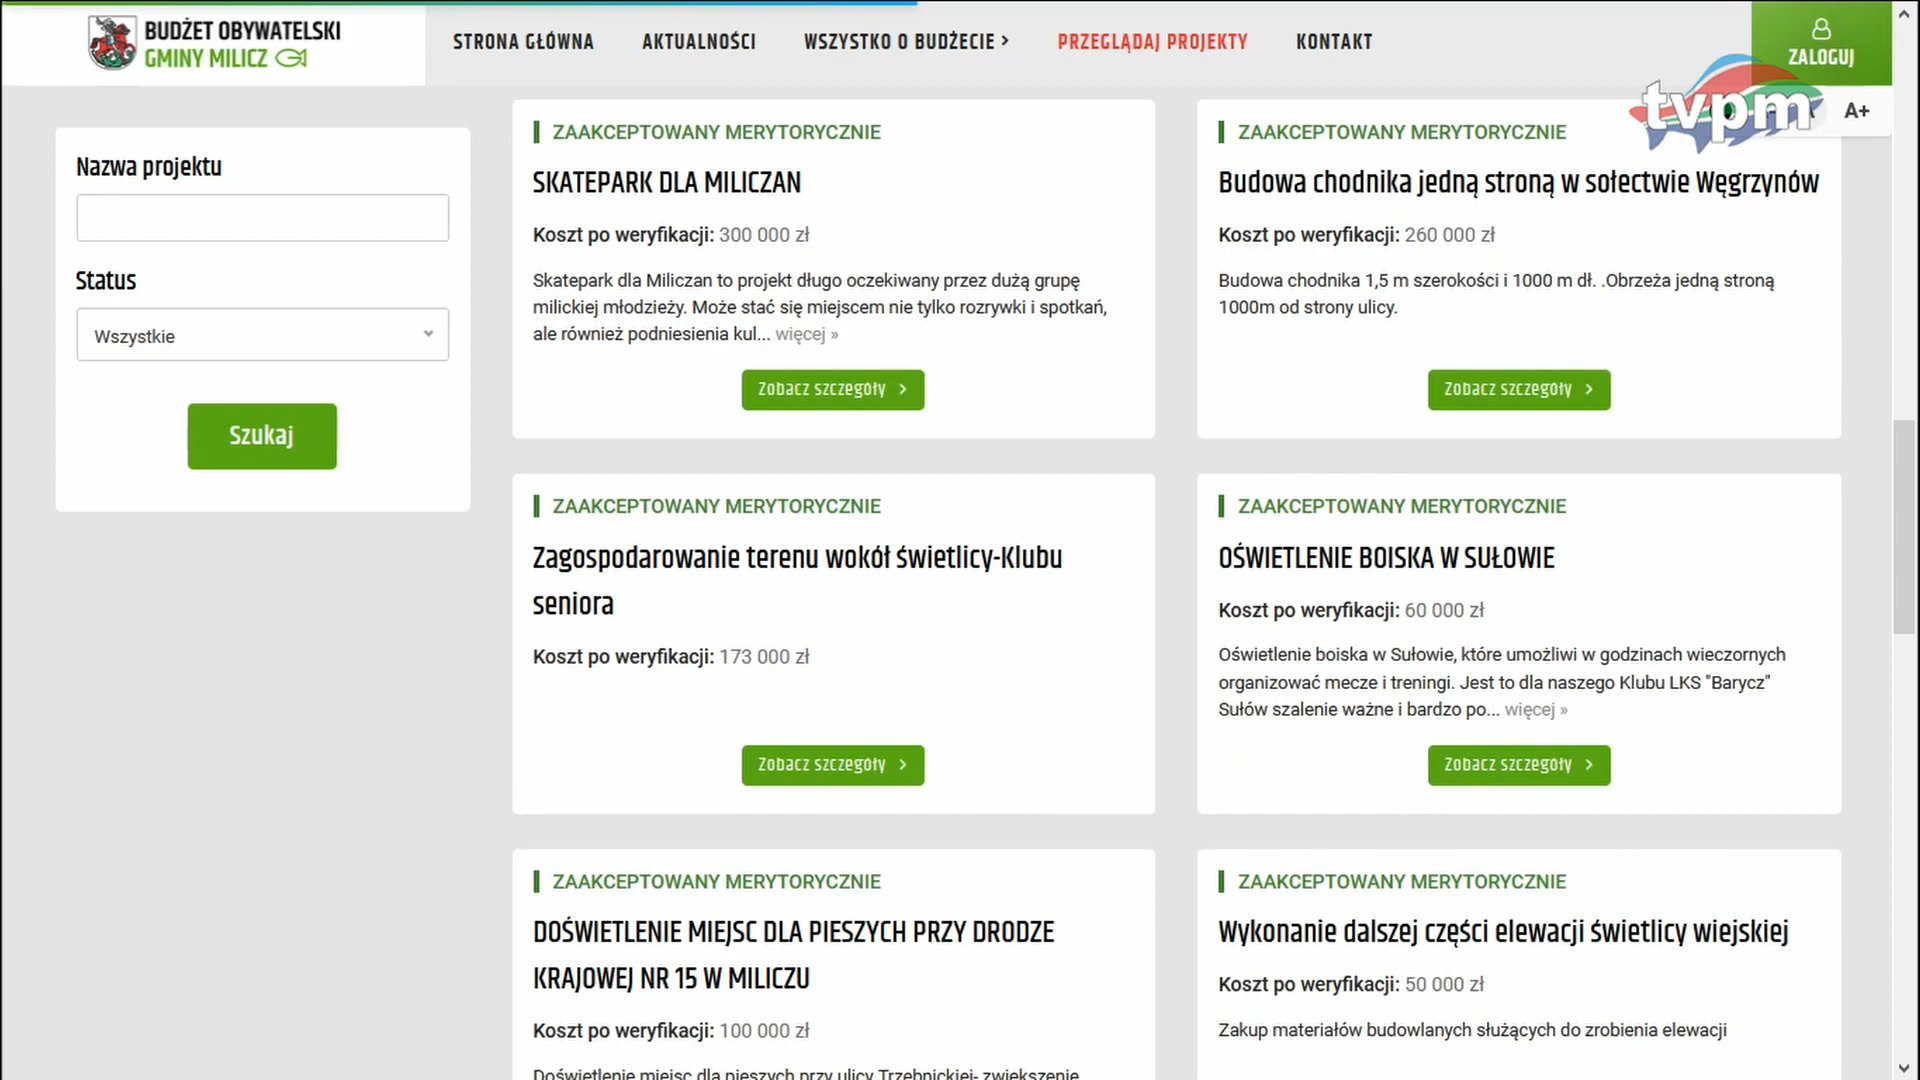 BUDŻET OBYWATELSKI
GMINY MILICZ
STRONA GŁÓWNA
AKTUALNOŚCI
WSZYSTKO O BUDŻECIE
PRZEGLĄDAJ PROJEKTY
KONTAKT
ZALOGUJ
tvpm
A+
Nazwa projektu
Status
Wszystkie
Szukaj
ZAAKCEPTOWANY MERYTORYCZNIE
SKATEPARK DLA MILICZAN
Koszt po weryfikacji: 300 000 zł
Skatepark dla Miliczan to projekt długo oczekiwany przez dużą grupę
milickiej młodzieży. Może stać się miejscem nie tylko rozrywki i spotkań,
ale również podniesienia kul... więcej »
Zobacz szczegóły
ZAAKCEPTOWANY MERYTORYCZNIE
Budowa chodnika jedną stroną w sołectwie Węgrzynów
Koszt po weryfikacji: 260 000 zł
Budowa chodnika 1,5 m szerokości i 1000 m dł. .Obrzeża jedną stroną
1000m od strony ulicy.
Zobacz szczegóły
ZAAKCEPTOWANY MERYTORYCZNIE
Zagospodarowanie terenu wokół świetlicy-Klubu
seniora
Koszt po weryfikacji: 173 000 zł
Zobacz szczegóły
ZAAKCEPTOWANY MERYTORYCZNIE
OŚWIETLENIE BOISKA W SUŁOWIE
Koszt po weryfikacji: 60 000 zł
Oświetlenie boiska w Sułowie, które umożliwi w godzinach wieczornych
organizować mecze i treningi. Jest to dla naszego Klubu LKS "Barycz"
Sułów szalenie ważne i bardzo po... więcej »
Zobacz szczegóły
ZAAKCEPTOWANY MERYTORYCZNIE
DOŚWIETLENIE MIEJSC DLA PIESZYCH PRZY DRODZE
KRAJOWEJ NR 15 W MILICZU
Koszt po weryfikacji: 100 000 zł
Doświetlenie miejsc dla pieszych przy ulicy Trzebnickiej- zwiększenie
ZAAKCEPTOWANY MERYTORYCZNIE
Wykonanie dalszej części elewacji świetlicy wiejskiej
Koszt po weryfikacji: 50 000 zł
Zakup materiałów budowlanych służących do zrobienia elewacji